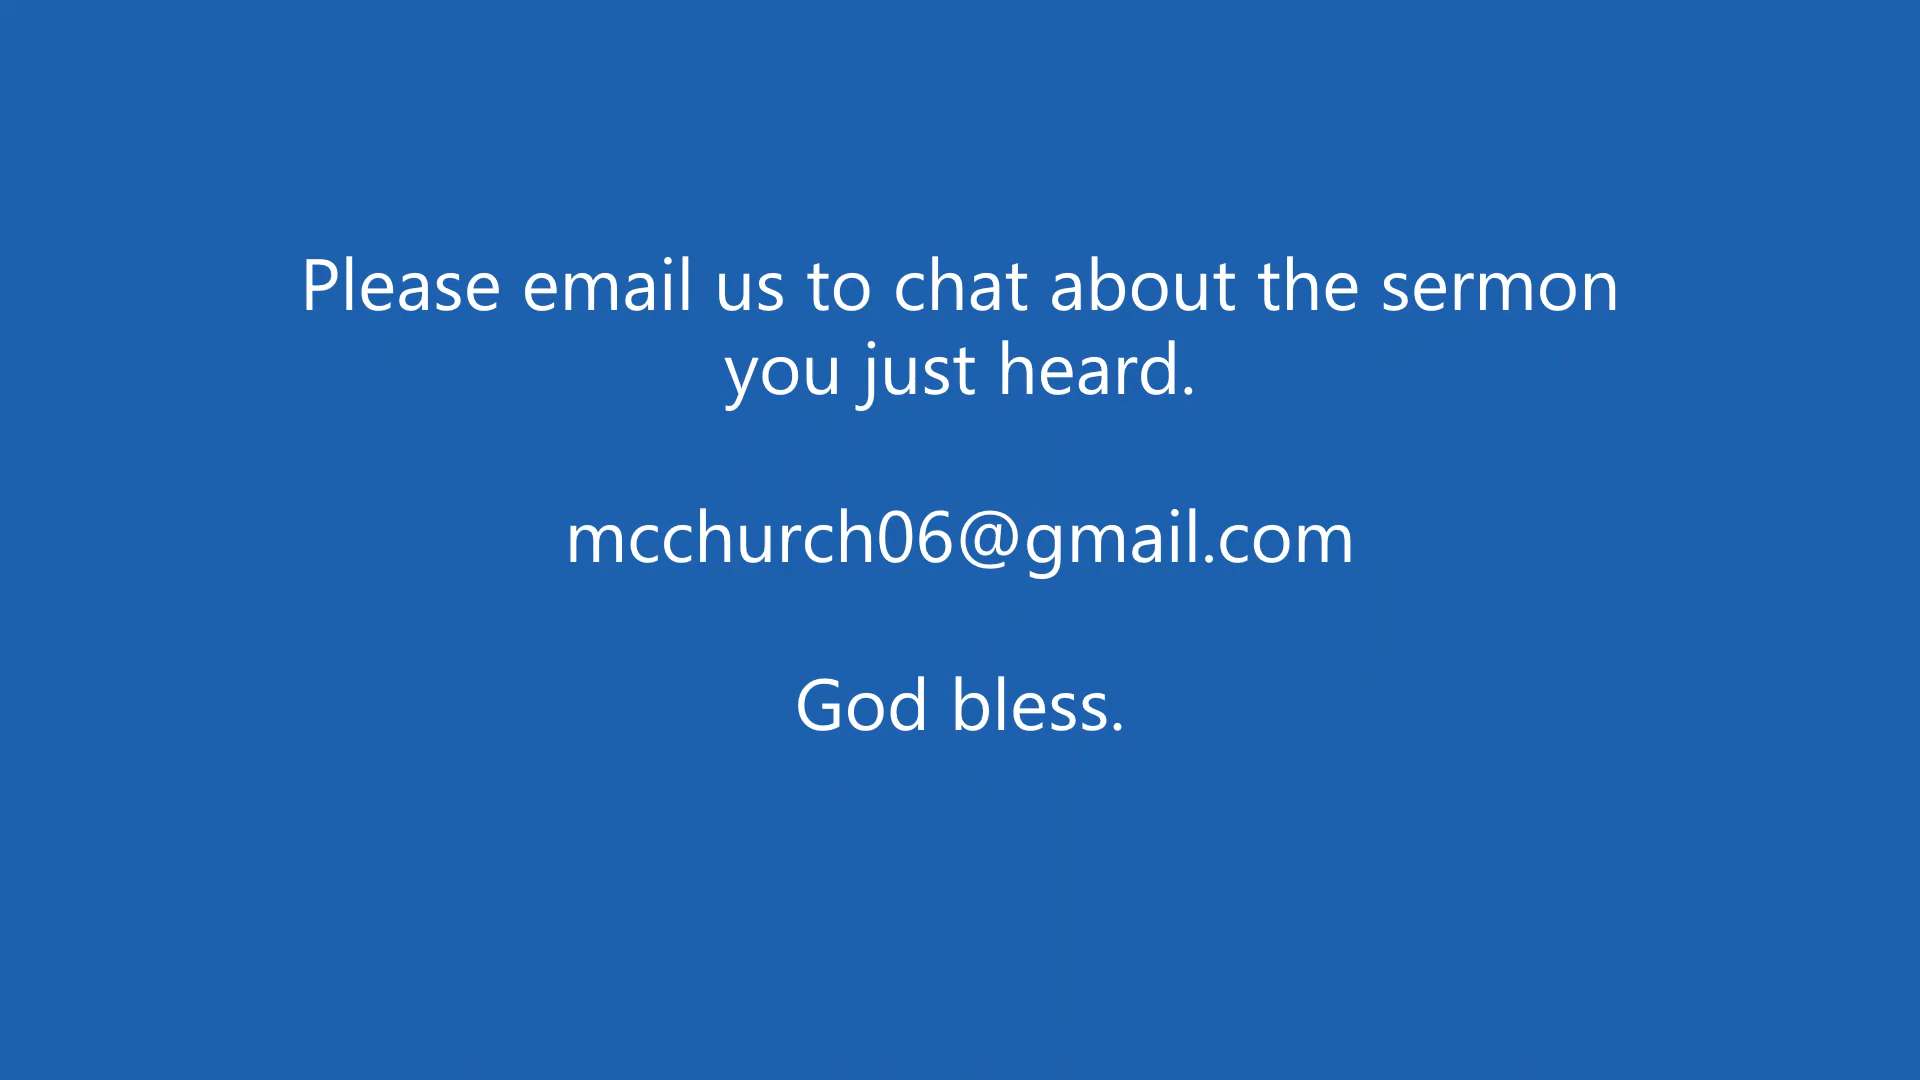 Please email us to chat about the sermon
you just heard.
mcchurch06@gmail.com
God bless.